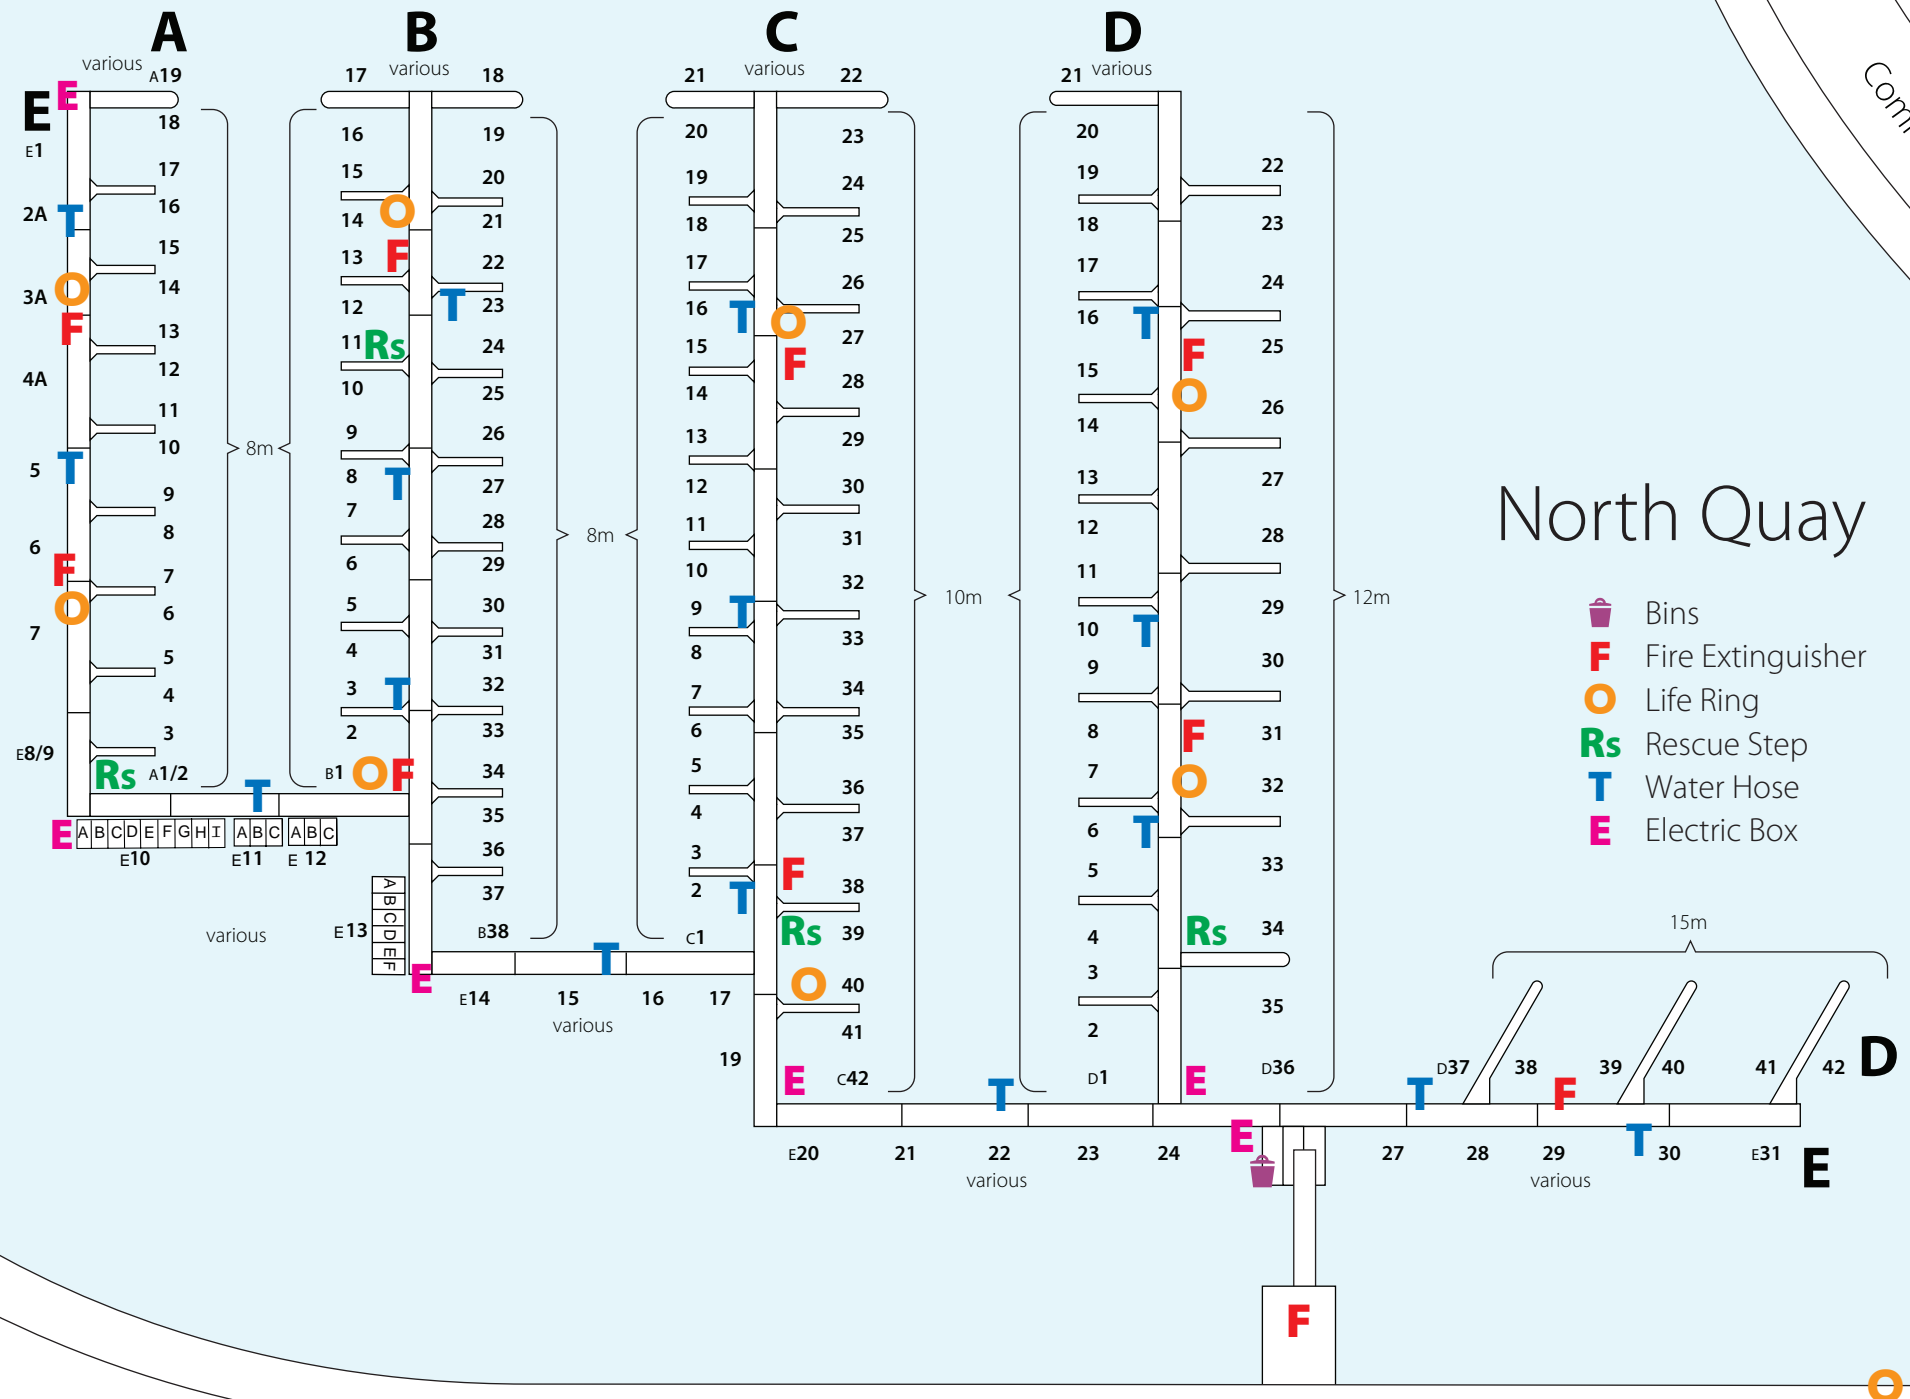 A
B
C
D
various
various
various
various
A19
17
18
21
22
21
E
E
E1
18
17
2A
T
16
15
O
3A
14
F
13
4A
12
11
10
5
T
9
8
6
F
7
O
6
7
5
4
3
E8/9
Rs
A1/2
T
E
A B C D E F G H I
A B C
A B C
E10
E11
E 12
various
8m
16
15
O
14
F
13
12
11
Rs
10
9
8
T
7
6
5
4
3
T
2
B1
O
F
19
20
21
22
T
23
24
25
26
27
28
29
30
31
32
33
34
35
36
37
B38
E13
A
B
C
D
E
F
E
T
E14
15
16
17
various
8m
20
19
18
17
16
T
15
14
13
12
11
10
9
T
8
7
6
5
4
3
2
T
C1
19
23
24
25
26
O
27
F
28
29
30
31
32
33
34
35
36
37
F
38
Rs
39
O
40
41
E
C42
10m
20
19
18
17
16
T
15
14
13
12
11
10
T
9
8
7
6
T
5
4
3
2
D1
22
23
24
F
25
O
26
27
28
29
30
F
31
O
32
33
Rs
34
35
E
D36
12m
T
E20
21
22
23
24
various
E
F
15m
T
D37
38
F
39
40
41
42
D
27
28
29
T
30
E31
E
various
North Quay
Bins
F Fire Extinguisher
O Life Ring
Rs Rescue Step
T Water Hose
E Electric Box
O